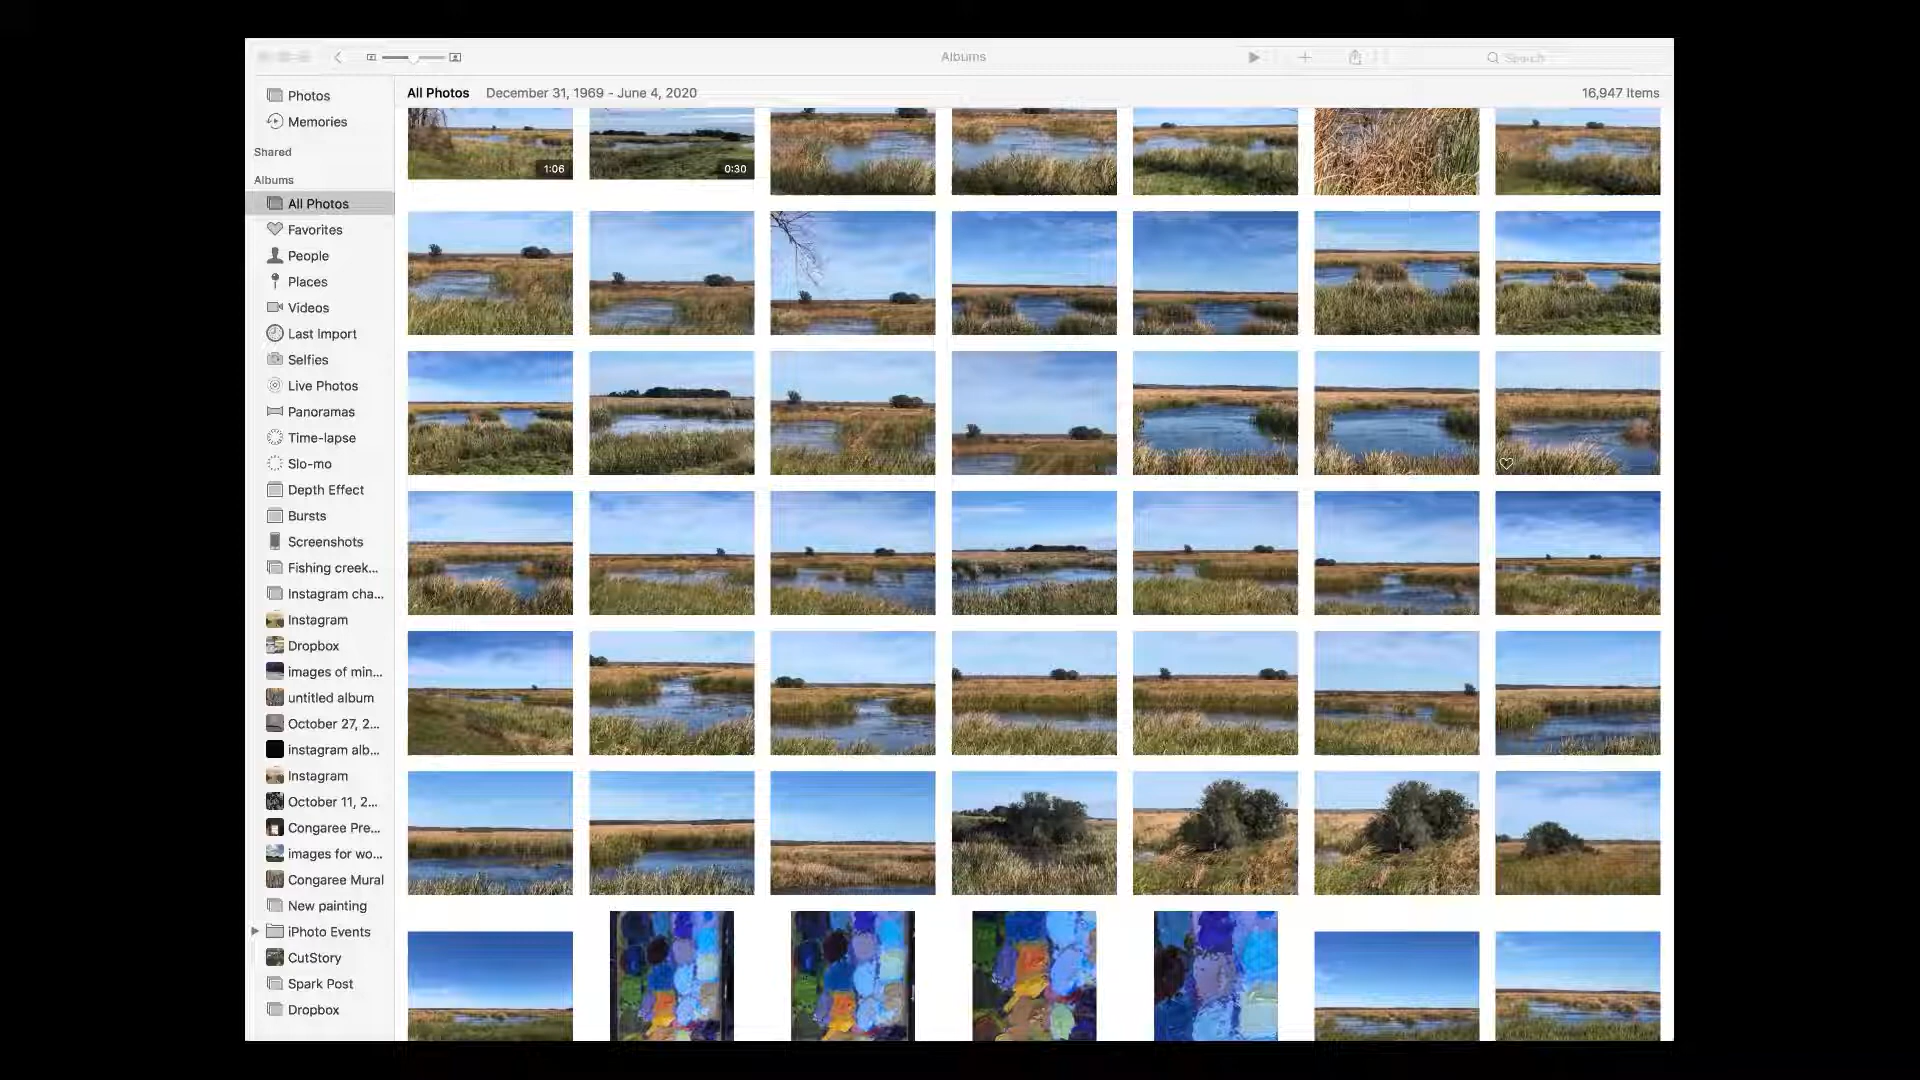 Albums
Search
Photos
Memories
Shared
Albums
All Photos
Favorites
People
Places
Videos
Last Import
Selfies
Live Photos
Panoramas
Time-lapse
Slo-mo
Depth Effect
Bursts
Screenshots
Fishing creek...
Instagram cha...
Instagram
Dropbox
images of min...
untitled album
October 27, 2...
instagram alb...
Instagram
October 11, 2...
Congaree Pre...
images for wo...
Congaree Mural
New painting
iPhoto Events
CutStory
Spark Post
Dropbox
All Photos December 31, 1969 - June 4, 2020 16,947 Items
1:06 0:30